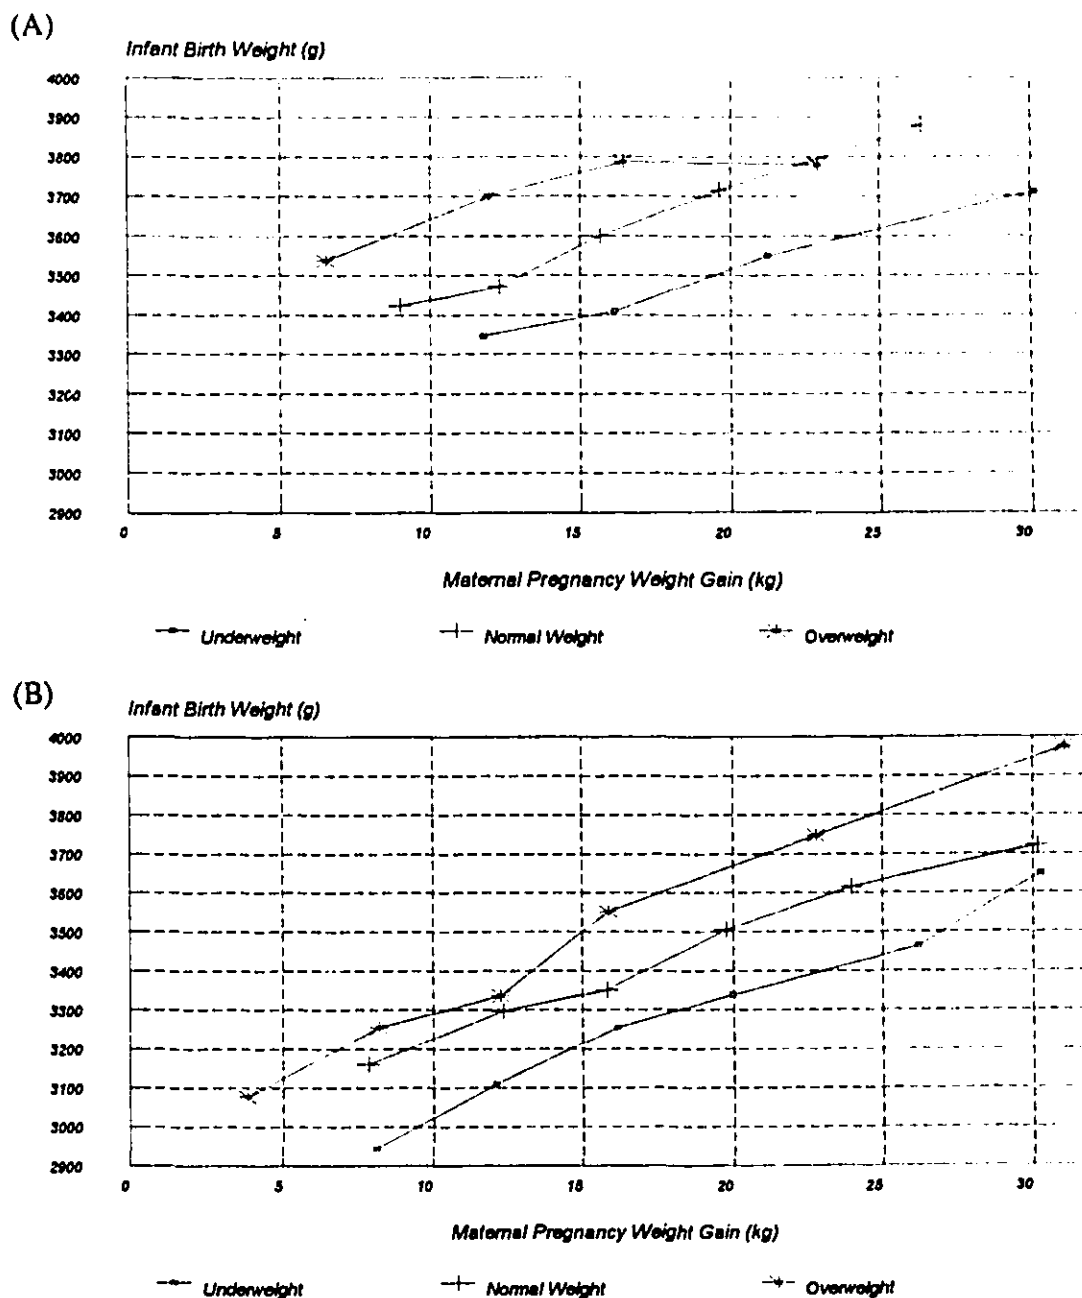 (A)
Infant Birth Weight (g)
4000
3900
3800
3700
3600
3500
3400
3300
3200
3100
3000
2900
0 5 10 15 20 25 30
Maternal Pregnancy Weight Gain (kg)
Underweight Normal Weight Overweight
(B)
Infant Birth Weight (g)
4000
3900
3800
3700
3600
3500
3400
3300
3200
3100
3000
2900
0 5 10 15 20 25 30
Maternal Pregnancy Weight Gain (kg)
Underweight Normal Weight Overweight